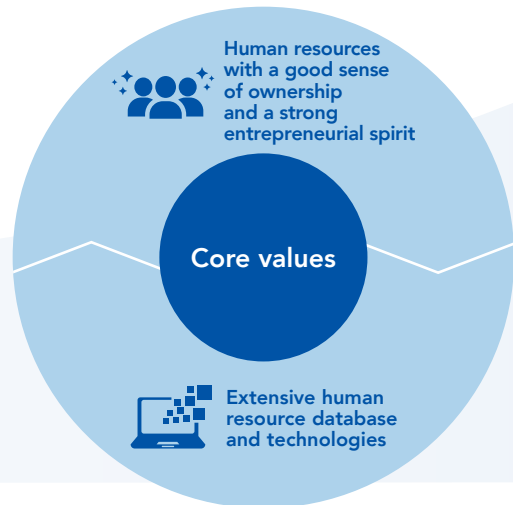 Human resources
with a good sense
of ownership
and a strong
entrepreneurial spirit
Core values
Extensive human
resource database
and technologies